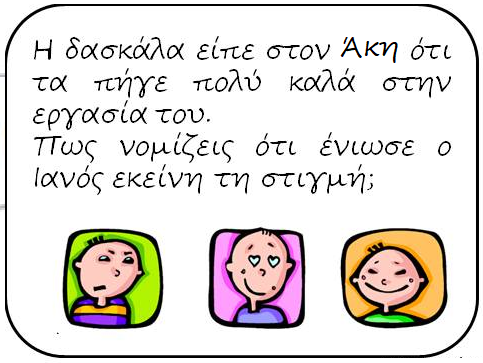 Η δασκάλα είπε στον Άκη ότι
τα πήγε πολύ καλά στην
εργασία του.
Πως νομίζεις ότι ένιωσε ο
Ιανός εκείνη τη στιγμή;